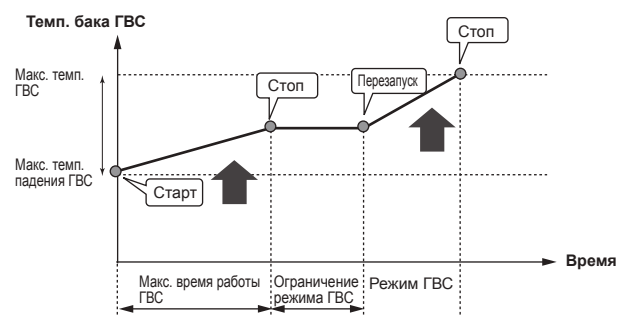 Темп. бака ГВС
Стоп
Макс. темп.
ГВС
Стоп
Перезапуск
Макс. темп.
падения ГВС
Старт
Время
Макс. время работы
ГВС
Ограничение
режима ГВС
Режим ГВС